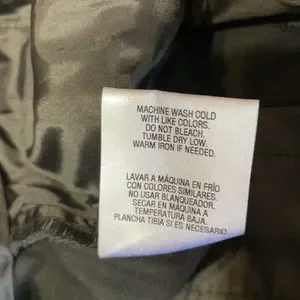 MACHINE WASH COLD
WITH LIKE COLORS.
DO NOT BLEACH.
TUMBLE DRY LOW.
WARM IRON IF NEEDED.
LAVAR A MÁQUINA EN FRÍO
CON COLORES SIMILARES.
NO USAR BLANQUEADOR.
SECAR EN MÁQUINA A
TEMPERATURA BAJA.
PLANCHA TIBIA SI ES NECESARIO.